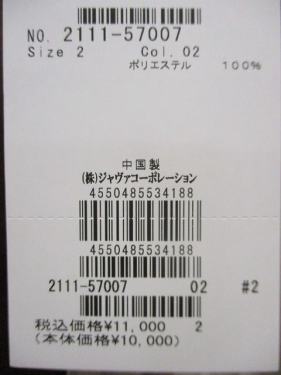 NO. 2111-57007
Size 2 Col. 02
ポリエステル 100%
中国製
(株)ジャヴァコーポレーション
4550485534188
4550485534188
2111-57007 02 #2
税込価格¥11,000 2
(本体価格¥10,000)